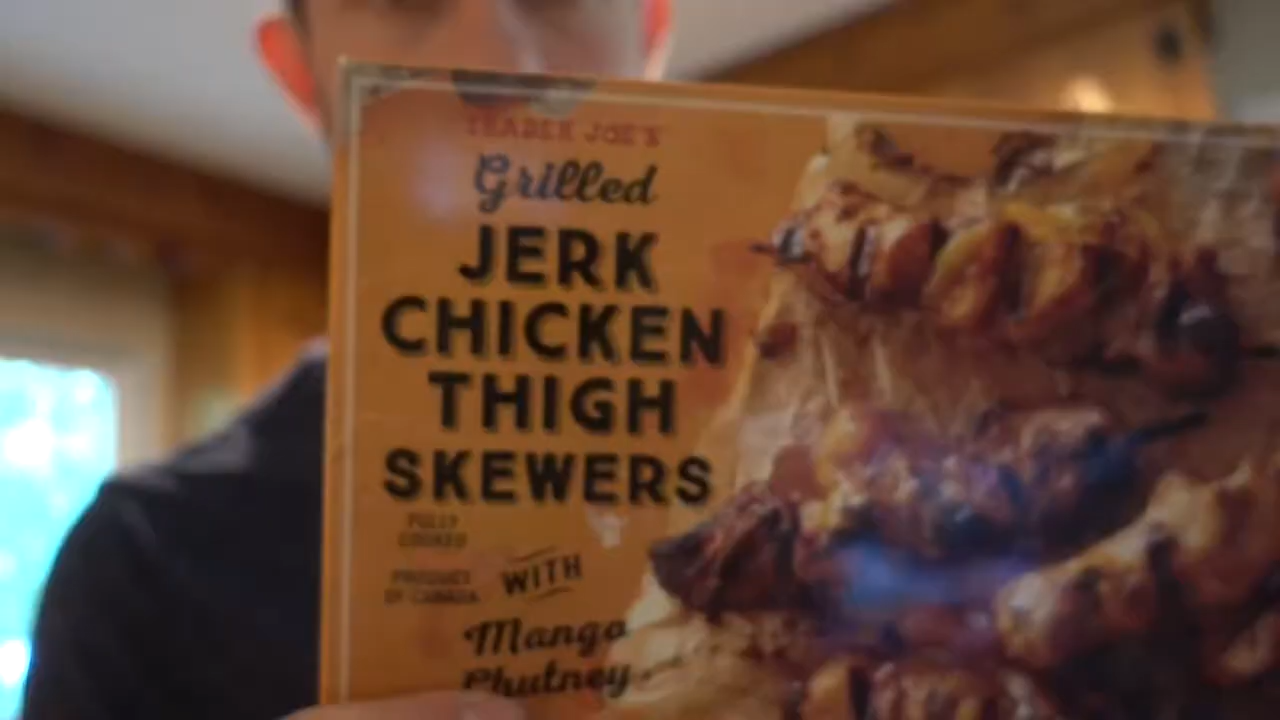 TRADER JOE'S
Grilled
JERK
CHICKEN
THIGH
SKEWERS
FULLY
COOKED
PRODUCT
OF CANADA
WITH
Mango
Chutney